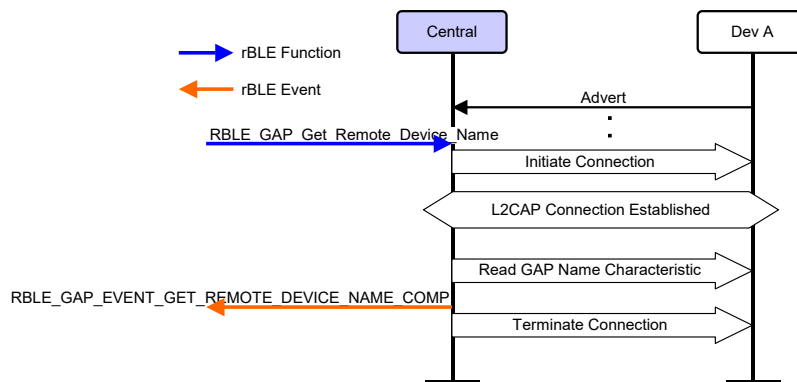 Central
Dev A
rBLE Function
rBLE Event
Advert
RBLE_GAP_Get_Remote_Device_Name
Initiate Connection
L2CAP Connection Established
Read GAP Name Characteristic
RBLE_GAP_EVENT_GET_REMOTE_DEVICE_NAME_COMP
Terminate Connection